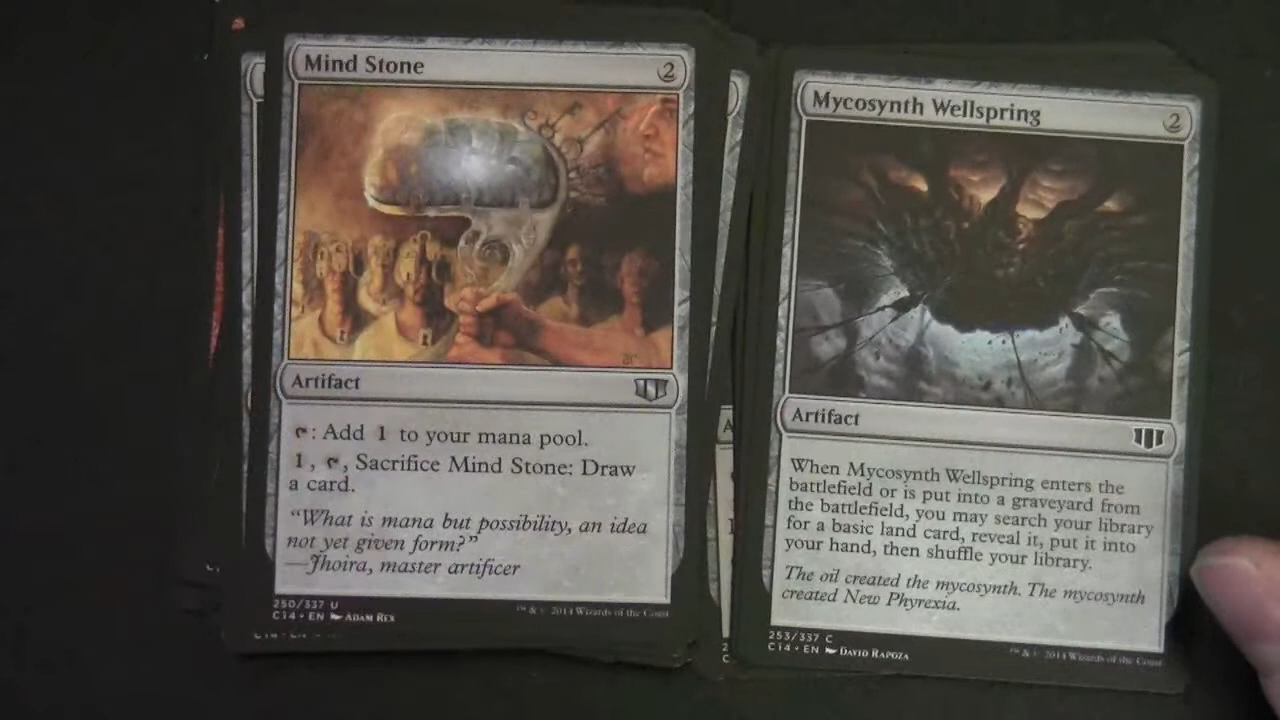 Mind Stone 2
Artifact
: Add 1 to your mana pool.
1, , Sacrifice Mind Stone: Draw
a card.
“What is mana but possibility, an idea
not yet given form?”
—Jhoira, master artificer
250/337 U
C14 • EN ADAM REX
™ & © 2014 Wizards of the Coast
Mycosynth Wellspring 2
Artifact
When Mycosynth Wellspring enters the
battlefield or is put into a graveyard from
the battlefield, you may search your library
for a basic land card, reveal it, put it into
your hand, then shuffle your library.
The oil created the mycosynth. The mycosynth
created New Phyrexia.
253/337 C
C14 • EN DAVID RAPOZA
™ & © 2014 Wizards of the Coast